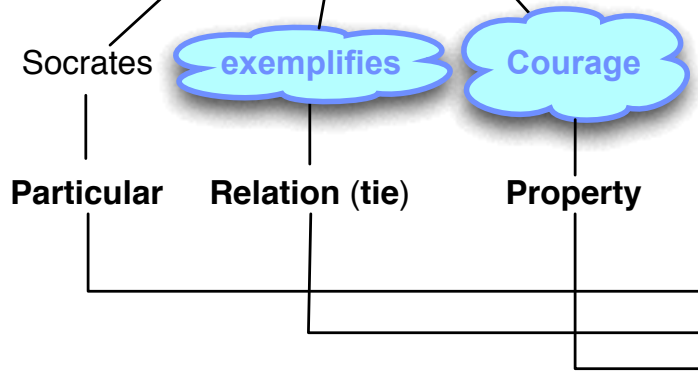 Socrates exemplifies Courage
Particular Relation (tie) Property